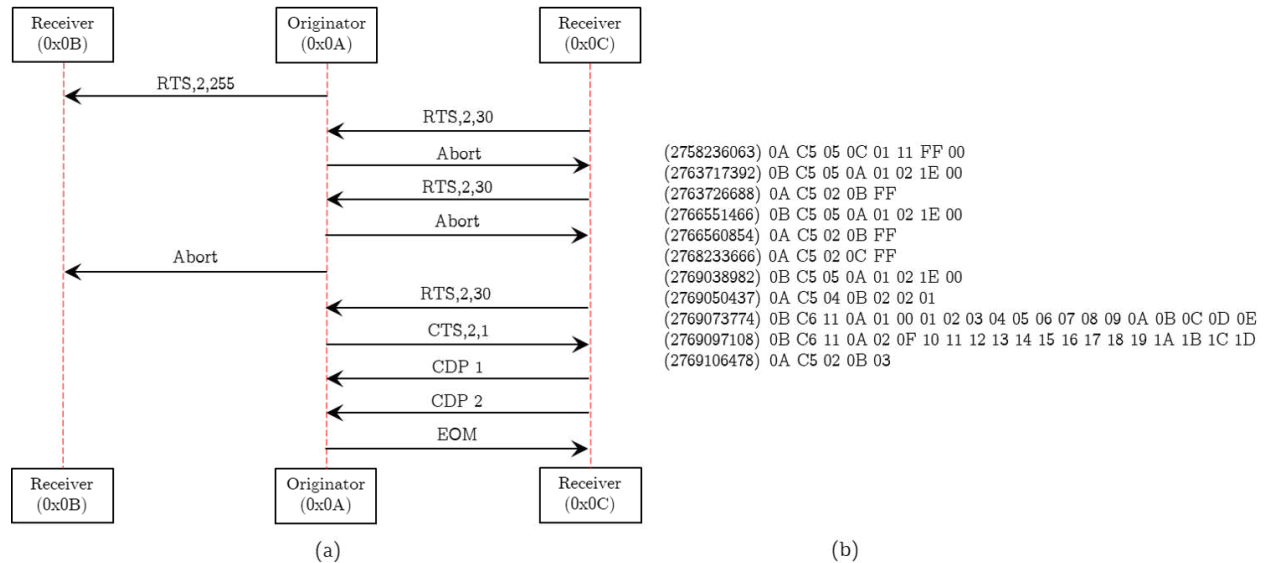 Receiver
(0x0B)
Originator
(0x0A)
Receiver
(0x0C)
RTS,2,255
RTS,2,30
Abort
RTS,2,30
Abort
Abort
RTS,2,30
CTS,2,1
CDP 1
CDP 2
EOM
Receiver
(0x0B)
Originator
(0x0A)
Receiver
(0x0C)
(a)
(2758236063) 0A C5 05 0C 01 11 FF 00
(2763717392) 0B C5 05 0A 01 02 1E 00
(2763726688) 0A C5 02 0B FF
(2766551466) 0B C5 05 0A 01 02 1E 00
(2766560854) 0A C5 02 0B FF
(2768233666) 0A C5 02 0C FF
(2769038982) 0B C5 05 0A 01 02 1E 00
(2769050437) 0A C5 04 0B 02 02 01
(2769073774) 0B C6 11 0A 01 00 01 02 03 04 05 06 07 08 09 0A 0B 0C 0D 0E
(2769097108) 0B C6 11 0A 02 0F 10 11 12 13 14 15 16 17 18 19 1A 1B 1C 1D
(2769106478) 0A C5 02 0B 03
(b)